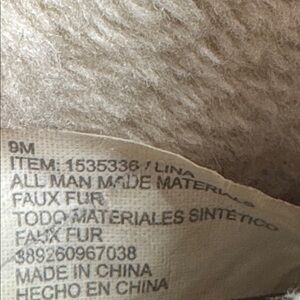 9M
ITEM: 1535336 / LINA
ALL MAN MADE MATERIALS
FAUX FUR
TODO MATERIALES SINTÉTICO
FAUX FUR
389260967038
MADE IN CHINA
HECHO EN CHINA